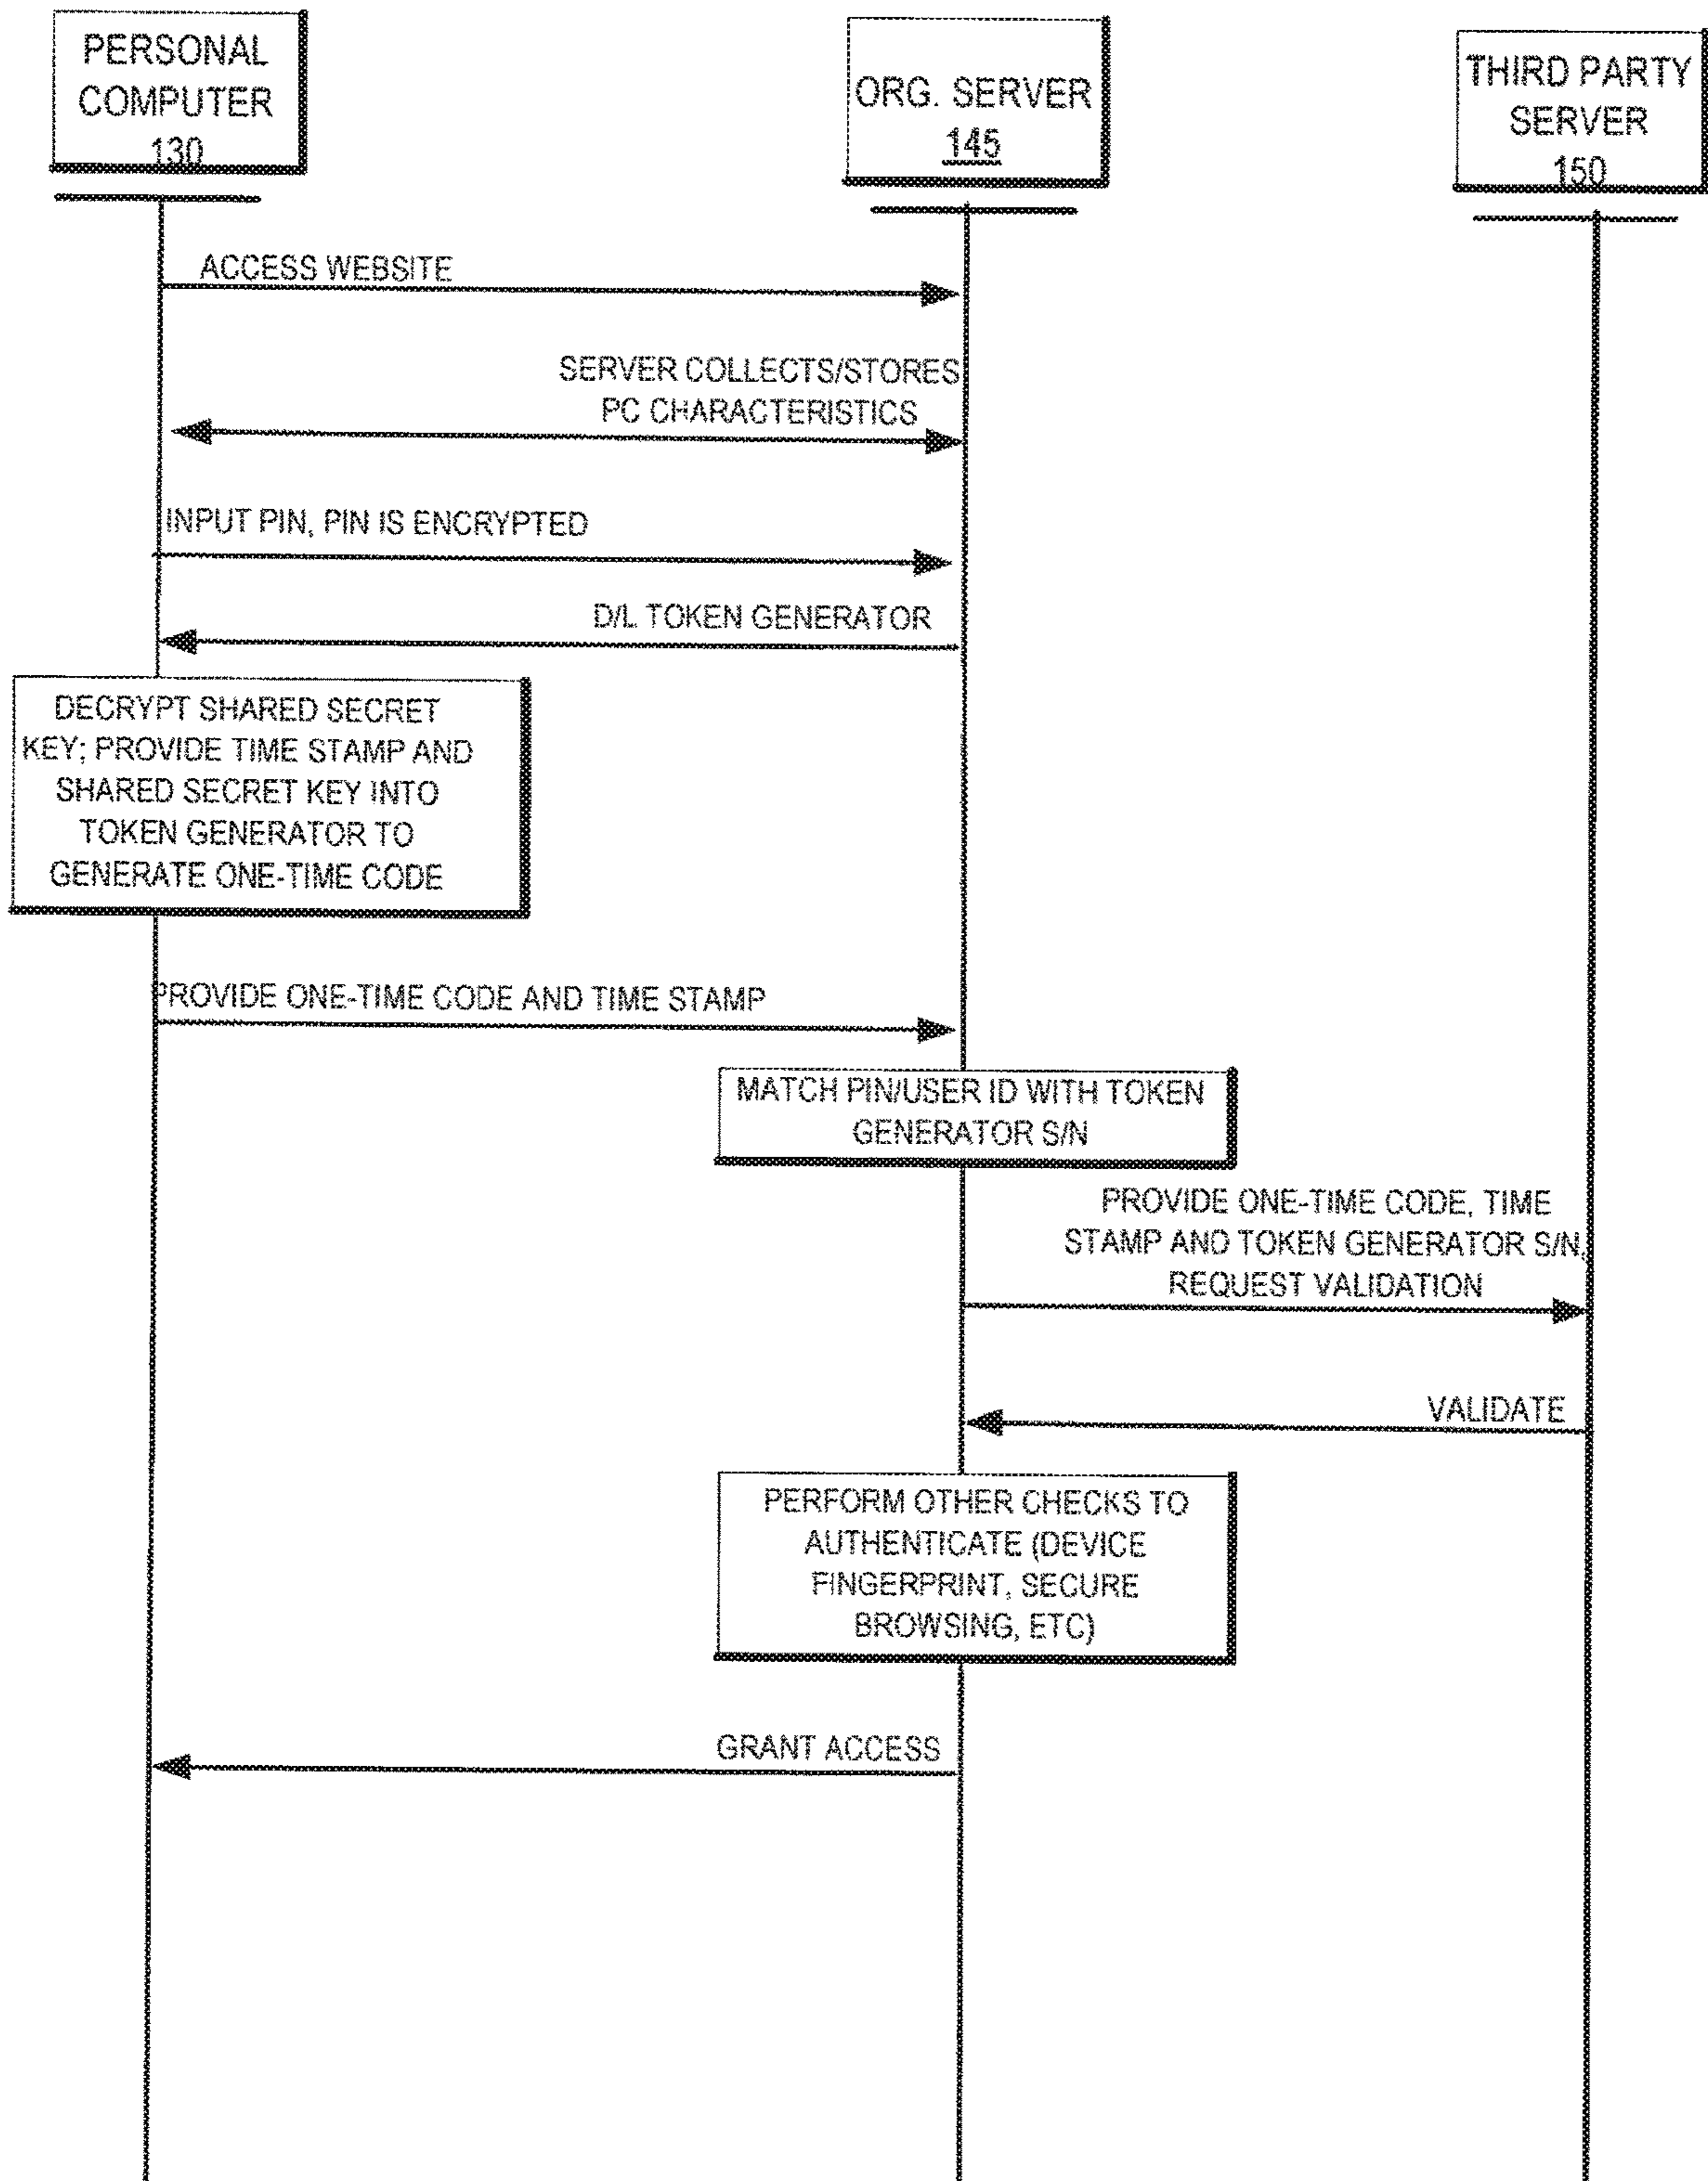 PERSONAL
COMPUTER
130
ORG. SERVER
145
THIRD PARTY
SERVER
150
ACCESS WEBSITE
SERVER COLLECTS/STORES
PC CHARACTERISTICS
INPUT PIN, PIN IS ENCRYPTED
D/L TOKEN GENERATOR
DECRYPT SHARED SECRET
KEY; PROVIDE TIME STAMP AND
SHARED SECRET KEY INTO
TOKEN GENERATOR TO
GENERATE ONE-TIME CODE
PROVIDE ONE-TIME CODE AND TIME STAMP
MATCH PIN/USER ID WITH TOKEN
GENERATOR S/N
PROVIDE ONE-TIME CODE, TIME
STAMP AND TOKEN GENERATOR S/N,
REQUEST VALIDATION
VALIDATE
PERFORM OTHER CHECKS TO
AUTHENTICATE (DEVICE
FINGERPRINT, SECURE
BROWSING, ETC)
GRANT ACCESS